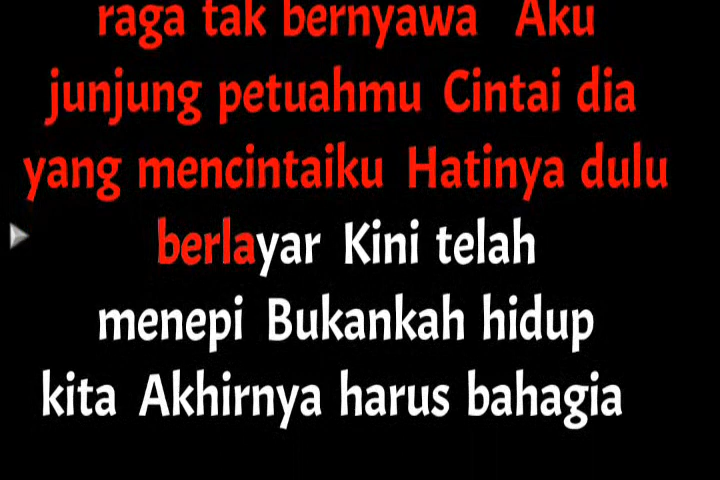 raga tak bernyawa Aku
junjung petuahmu Cintai dia
yang mencintaiku Hatinya dulu
berlayar Kini telah
menepi Bukankah hidup
kita Akhirnya harus bahagia